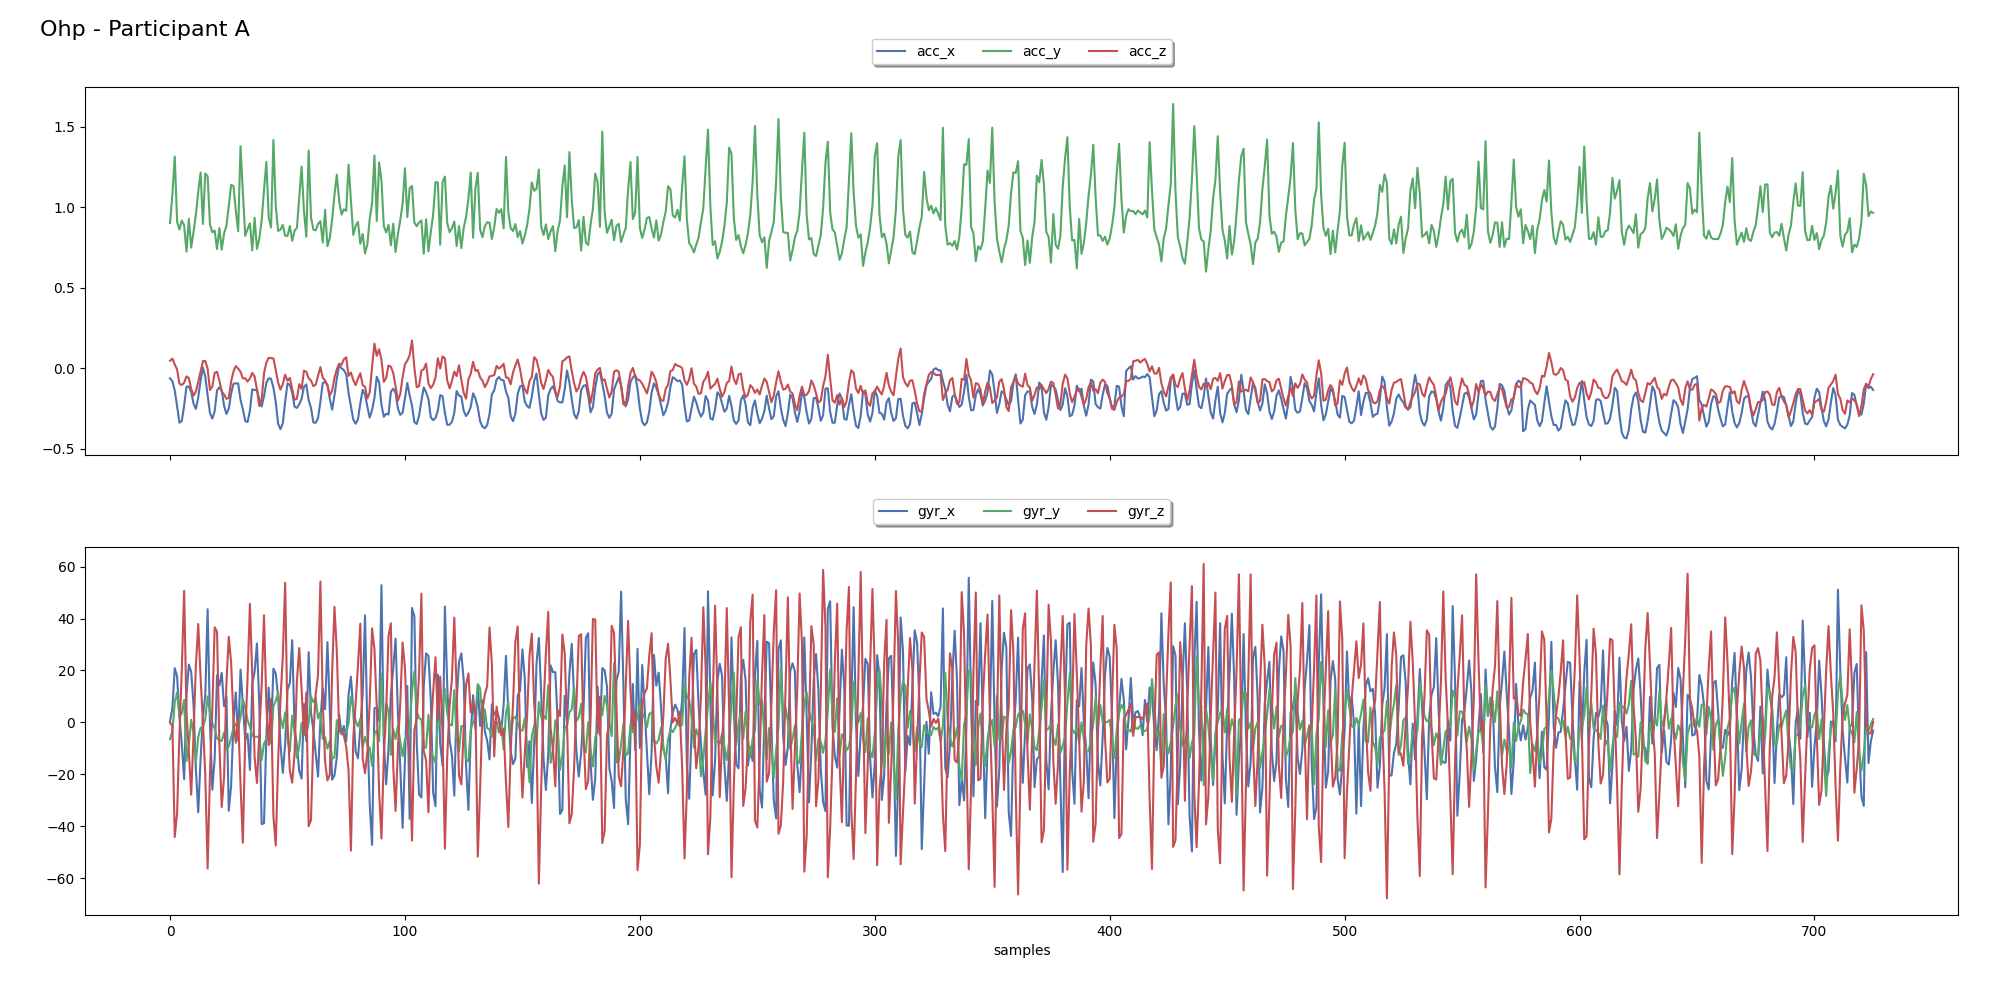 Ohp - Participant A
acc_x acc_y acc_z
1.5
1.0
0.5
0.0
−0.5
gyr_x gyr_y gyr_z
60
40
20
0
−20
−40
−60
0 100 200 300 400 500 600 700
samples